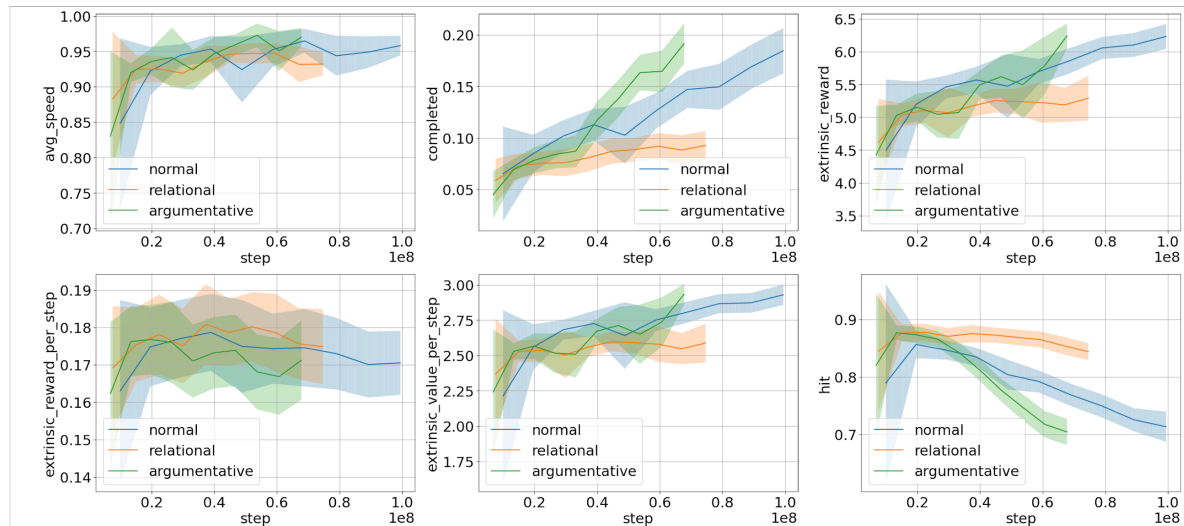 1.00
0.95
0.90
0.85
0.80
0.75
0.70
avg_speed
normal
relational
argumentative
0.2 0.4 0.6 0.8 1.0
step
1e8
0.20
0.15
0.10
0.05
completed
normal
relational
argumentative
0.2 0.4 0.6 0.8 1.0
step
1e8
6.5
6.0
5.5
5.0
4.5
4.0
3.5
extrinsic_reward
normal
relational
argumentative
0.2 0.4 0.6 0.8 1.0
step
1e8
0.19
0.18
0.17
0.16
0.15
0.14
extrinsic_reward_per_step
normal
relational
argumentative
0.2 0.4 0.6 0.8 1.0
step
1e8
3.00
2.75
2.50
2.25
2.00
1.75
extrinsic_value_per_step
normal
relational
argumentative
0.2 0.4 0.6 0.8 1.0
step
1e8
0.9
0.8
0.7
hit
normal
relational
argumentative
0.2 0.4 0.6 0.8 1.0
step
1e8